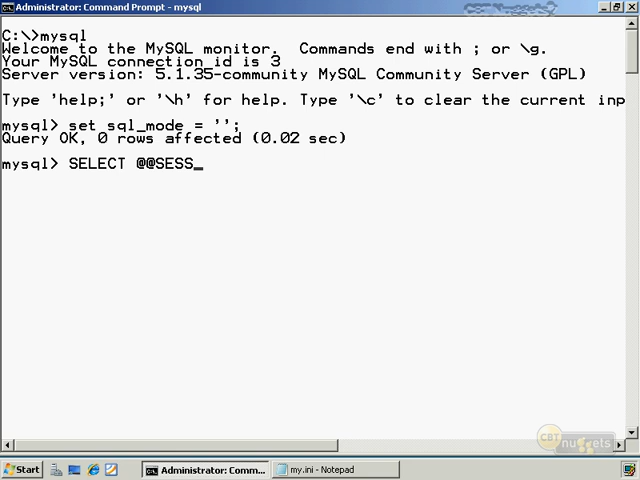 Administrator: Command Prompt - mysql
C:\>mysql
Welcome to the MySQL monitor.  Commands end with ; or \g.
Your MySQL connection id is 3
Server version: 5.1.35-community MySQL Community Server (GPL)
Type 'help;' or '\h' for help. Type '\c' to clear the current inp
mysql> set sql_mode = '';
Query OK, 0 rows affected (0.02 sec)
mysql> SELECT @@SESS_
CBT nuggets
Start
Administrator: Comm...
my.ini - Notepad